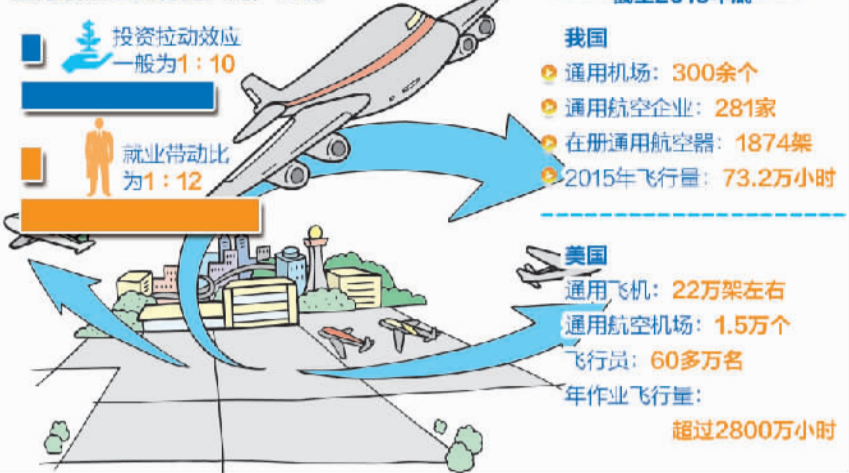 投资拉动效应
一般为1：10
就业带动比
为1：12
我国
通用机场：300余个
通用航空企业：281家
在册通用航空器：1874架
2015年飞行量：73.2万小时
美国
通用飞机：22万架左右
通用航空机场：1.5万个
飞行员：60多万名
年作业飞行量：
超过2800万小时